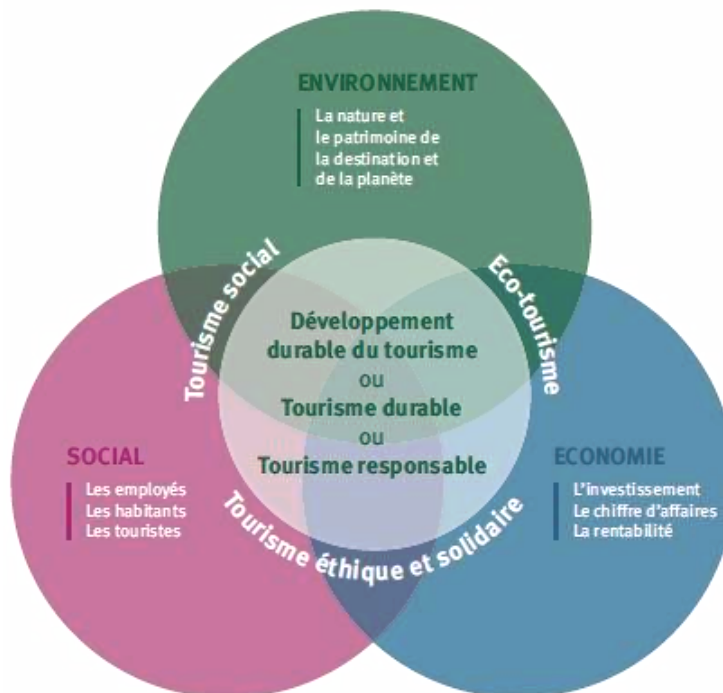 ENVIRONNEMENT
La nature et
le patrimoine de
la destination et
de la planète
Tourisme social
Eco-tourisme
Développement
durable du tourisme
ou
Tourisme durable
ou
Tourisme responsable
SOCIAL
Les employés
Les habitants
Les touristes
ECONOMIE
L'investissement
Le chiffre d'affaires
La rentabilité
Tourisme éthique et solidaire